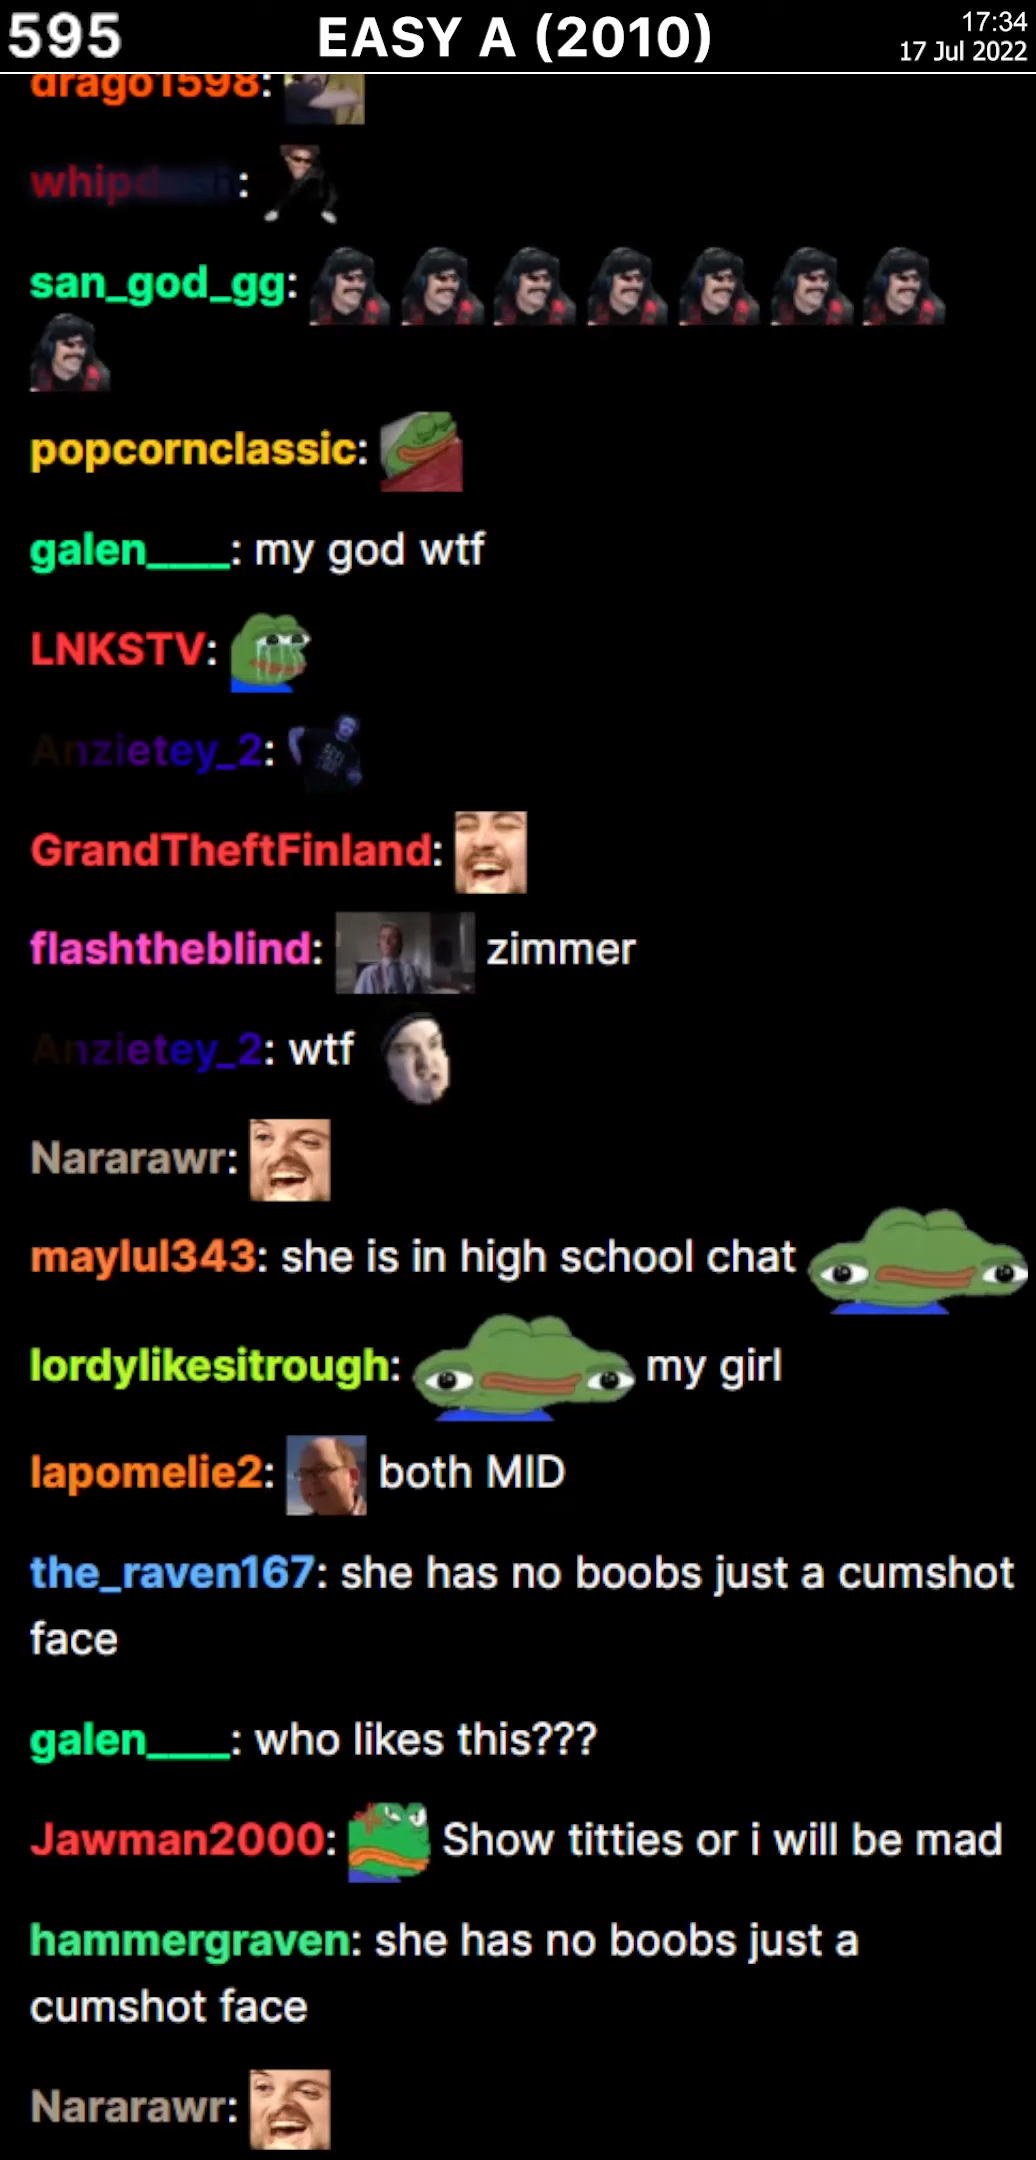 595
EASY A (2010)
17:34
17 Jul 2022
drago1598:
whipdash:
san_god_gg:
popcornclassic:
galen____: my god wtf
LNKSTV:
Anzietey_2:
GrandTheftFinland:
flashtheblind: zimmer
Anzietey_2: wtf
Nararawr:
maylul343: she is in high school chat
lordylikesitrough: my girl
lapomelie2: both MID
the_raven167: she has no boobs just a cumshot
face
galen____: who likes this???
Jawman2000: Show titties or i will be mad
hammergraven: she has no boobs just a
cumshot face
Nararawr: